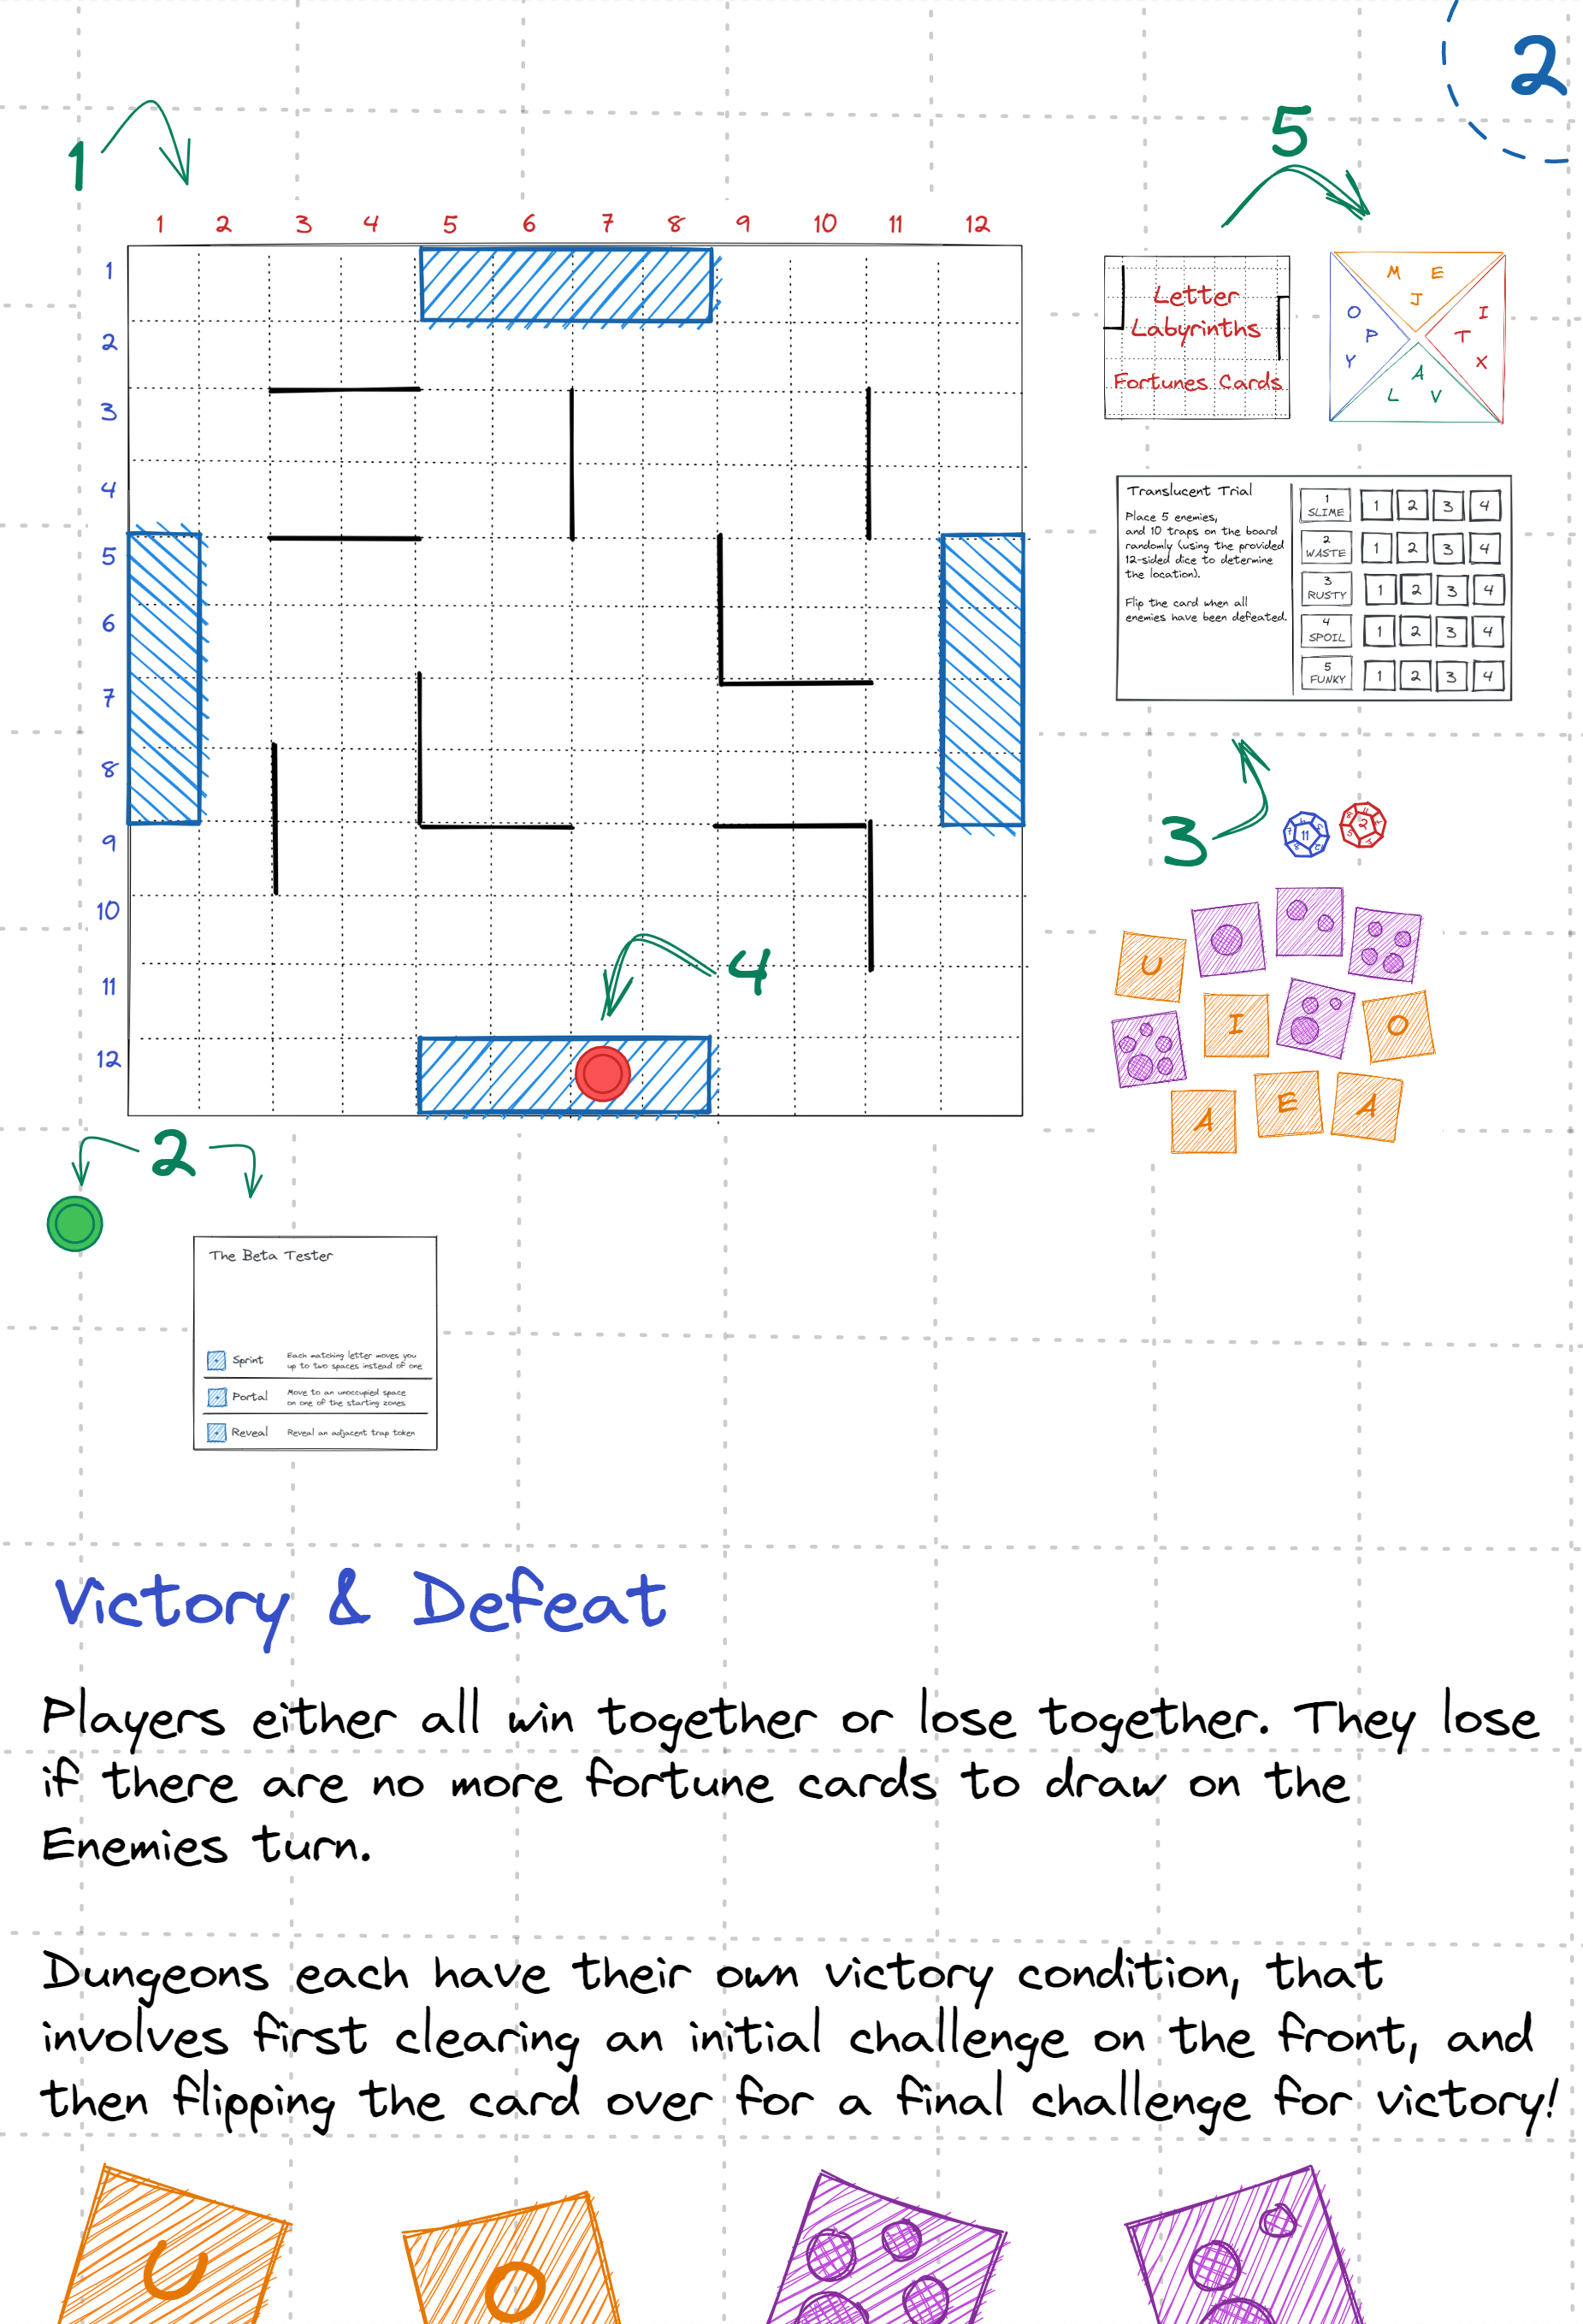 2
1
5
1 2 3 4 5 6 7 8 9 10 11 12
1
2
3
4
5
6
7
8
9
10
11
12
Letter
Labyrinths
Fortunes Cards
M E
J
O
P
Y
I
T
X
A
L V
Translucent Trial
Place 5 enemies,
and 10 traps on the board
randomly (using the provided
12-sided dice to determine
the location).
Flip the card when all
enemies have been defeated.
1
SLIME 1 2 3 4
2
WASTE 1 2 3 4
3
RUSTY 1 2 3 4
4
SPOIL 1 2 3 4
5
FUNKY 1 2 3 4
3
11
2
U
I
O
A
E
A
4
2
The Beta Tester
Sprint Each matching letter moves you
up to two spaces instead of one
Portal Move to an unoccupied space
on one of the starting zones
Reveal Reveal an adjacent trap token
Victory & Defeat
Players either all win together or lose together. They lose
if there are no more fortune cards to draw on the
Enemies turn.
Dungeons each have their own victory condition, that
involves first clearing an initial challenge on the front, and
then flipping the card over for a final challenge for victory!
U
O